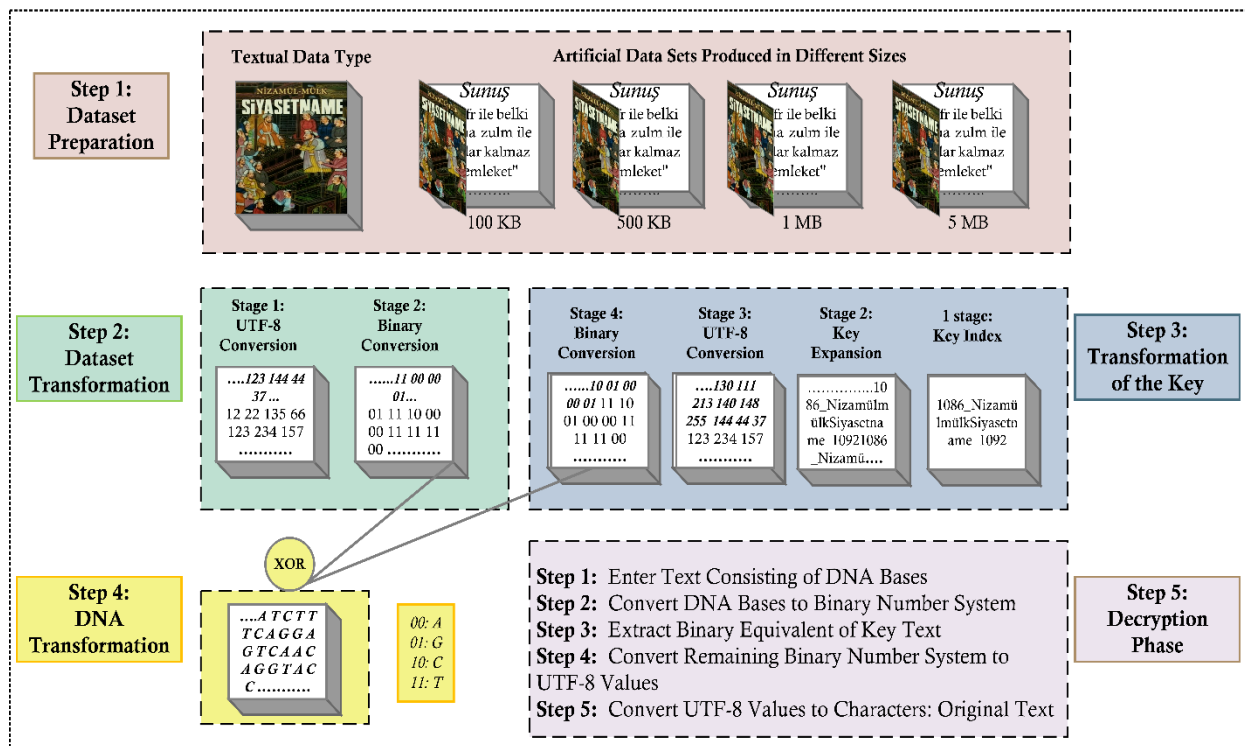 Step 1:
Dataset
Preparation
Textual Data Type
Artificial Data Sets Produced in Different Sizes
NİZAMÜL-MÜLK
SİYASETNAME
Sunuş
fr ile belki
a zulm ile
lar kalmaz
emleket"
..........
100 KB
Sunuş
fr ile belki
a zulm ile
lar kalmaz
emleket"
..........
500 KB
Sunuş
fr ile belki
a zulm ile
lar kalmaz
emleket"
..........
1 MB
Sunuş
fr ile belki
a zulm ile
lar kalmaz
emleket"
..........
5 MB
Step 2:
Dataset
Transformation
Stage 1:
UTF-8
Conversion
....123 144 44
37 ...
12 22 135 66
123 234 157
...........
Stage 2:
Binary
Conversion
......11 00 00
01...
01 11 10 00
00 11 11 11
00 ...........
Stage 4:
Binary
Conversion
......10 01 00
00 01 11 10
01 00 00 11
11 11 00
...........
Stage 3:
UTF-8
Conversion
....130 111
213 140 148
255 144 44 37
123 234 157
...........
Stage 2:
Key
Expansion
...............10
86_Nizamülm
ülkSiyasetna
me_10921086
_Nizamü....
1 stage:
Key Index
1086_Nizamü
lmülkSiyasetn
ame_1092
Step 3:
Transformation
of the Key
Step 4:
DNA
Transformation
XOR
....A T C T T
T C A G G A
G T C A A C
A G G T A C
C...........
00: A
01: G
10: C
11: T
Step 1: Enter Text Consisting of DNA Bases
Step 2: Convert DNA Bases to Binary Number System
Step 3: Extract Binary Equivalent of Key Text
Step 4: Convert Remaining Binary Number System to
UTF-8 Values
Step 5: Convert UTF-8 Values to Characters: Original Text
Step 5:
Decryption
Phase